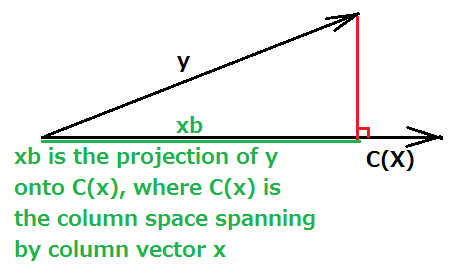 y
xb
C(X)
xb is the projection of y
onto C(x), where C(x) is
the column space spanning
by column vector x